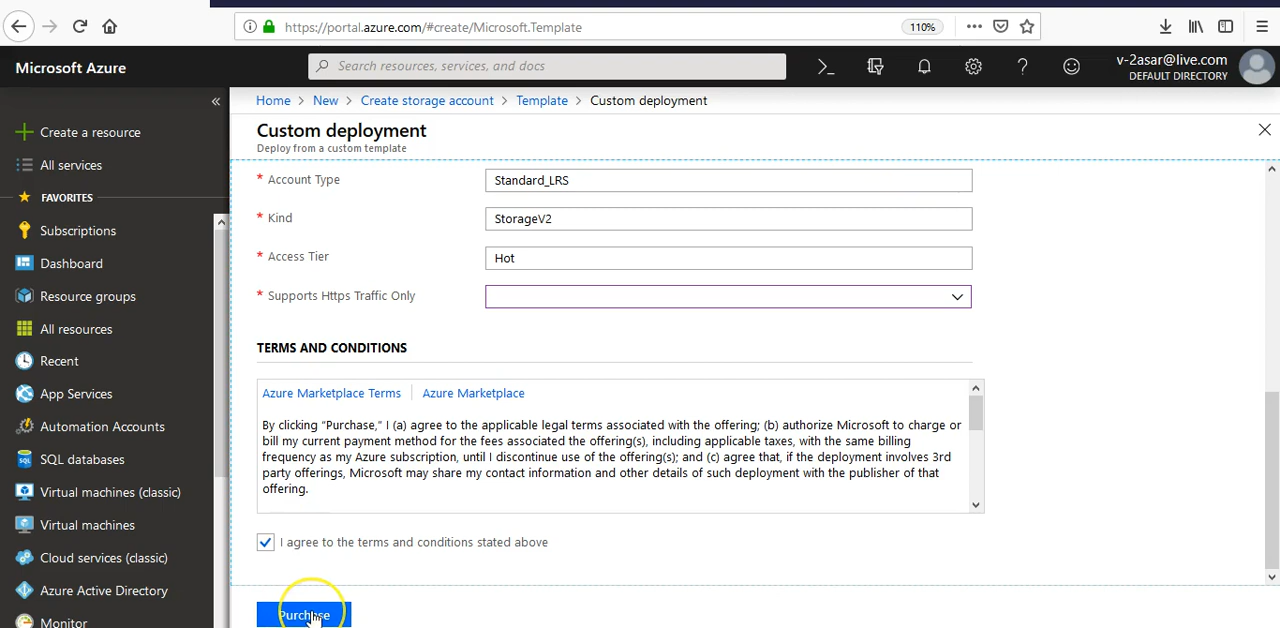 https://portal.azure.com/#create/Microsoft.Template
110%
Microsoft Azure
Search resources, services, and docs
v-2asar@live.com
DEFAULT DIRECTORY
Home > New > Create storage account > Template > Custom deployment
Custom deployment
Deploy from a custom template
Create a resource
All services
FAVORITES
Subscriptions
Dashboard
Resource groups
All resources
Recent
App Services
Automation Accounts
SQL databases
Virtual machines (classic)
Virtual machines
Cloud services (classic)
Azure Active Directory
Monitor
* Account Type
Standard_LRS
* Kind
StorageV2
* Access Tier
Hot
* Supports Https Traffic Only
TERMS AND CONDITIONS
Azure Marketplace Terms | Azure Marketplace
By clicking "Purchase," I (a) agree to the applicable legal terms associated with the offering; (b) authorize Microsoft to charge or
bill my current payment method for the fees associated the offering(s), including applicable taxes, with the same billing
frequency as my Azure subscription, until I discontinue use of the offering(s); and (c) agree that, if the deployment involves 3rd
party offerings, Microsoft may share my contact information and other details of such deployment with the publisher of that
offering.
I agree to the terms and conditions stated above
Purchase